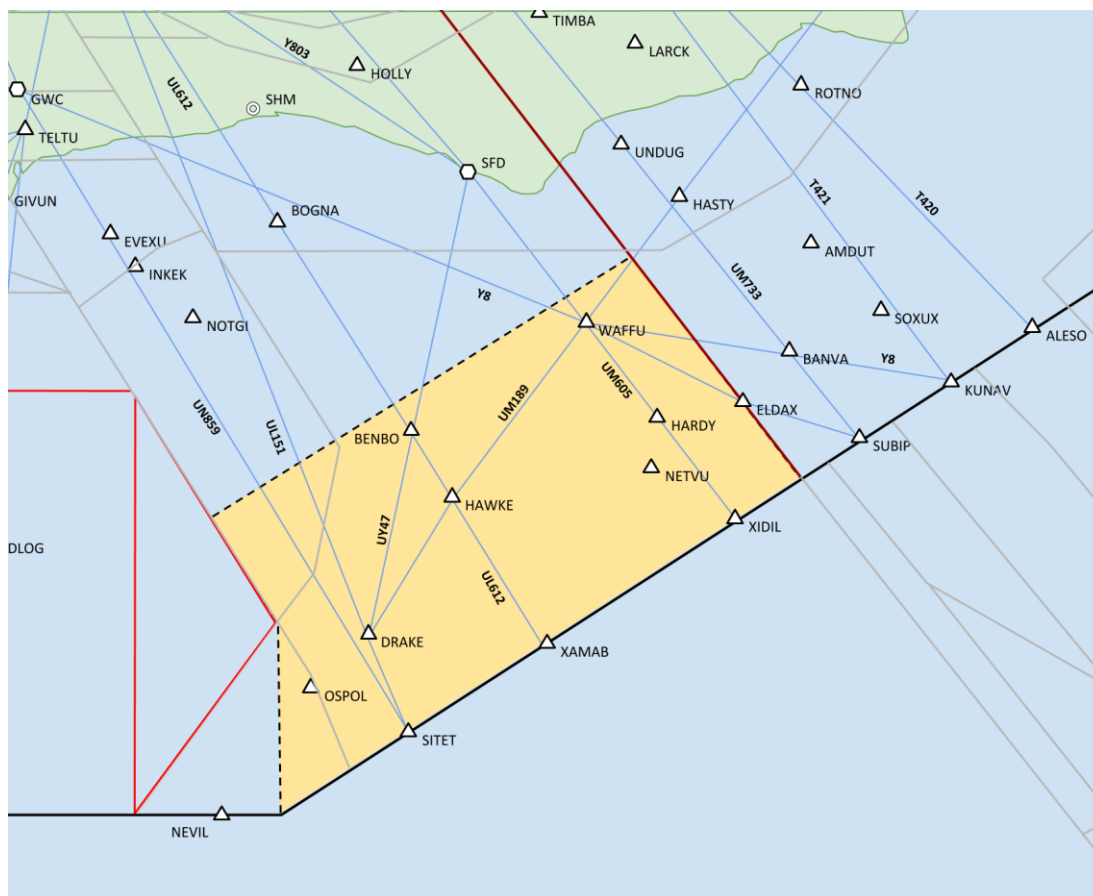 TIMBA
LARCK
Y803
HOLLY
UL612
ROTNO
GWC
SHM
TELTU
UNDUG
SFD
HASTY
T421
T420
GIVUN
BOGNA
EVEXU
AMDUT
INKEK
UM733
Y8
NOTGI
SOXUX
WAFFU
ALESO
BANVA
Y8
KUNAV
UM189
UM605
UN859
UL151
ELDAX
HARDY
BENBO
SUBIP
NETVU
HAWKE
UY47
XIDIL
DLOG
UL612
DRAKE
XAMAB
OSPOL
SITET
NEVIL